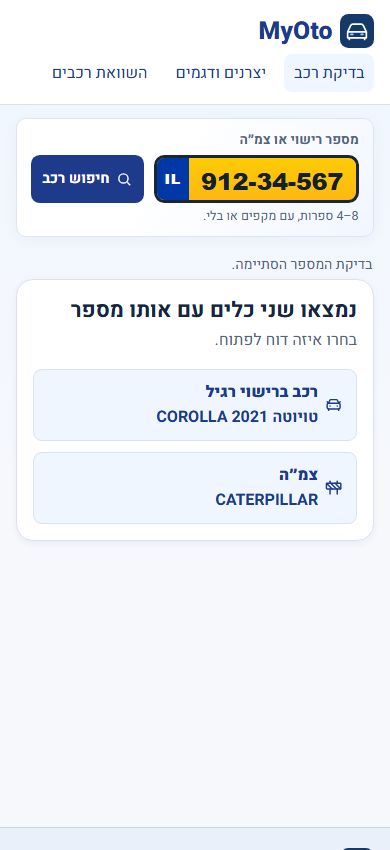 MyOto
בדיקת רכב
יצרנים ודגמים
השוואת רכבים
מספר רישוי או צמ״ה
912-34-567
IL
חיפוש רכב
4–8 ספרות, עם מקפים או בלי.
בדיקת המספר הסתיימה.
נמצאו שני כלים עם אותו מספר
בחרו איזה דוח לפתוח.
רכב ברישוי רגיל
טויוטה COROLLA 2021
צמ״ה
CATERPILLAR